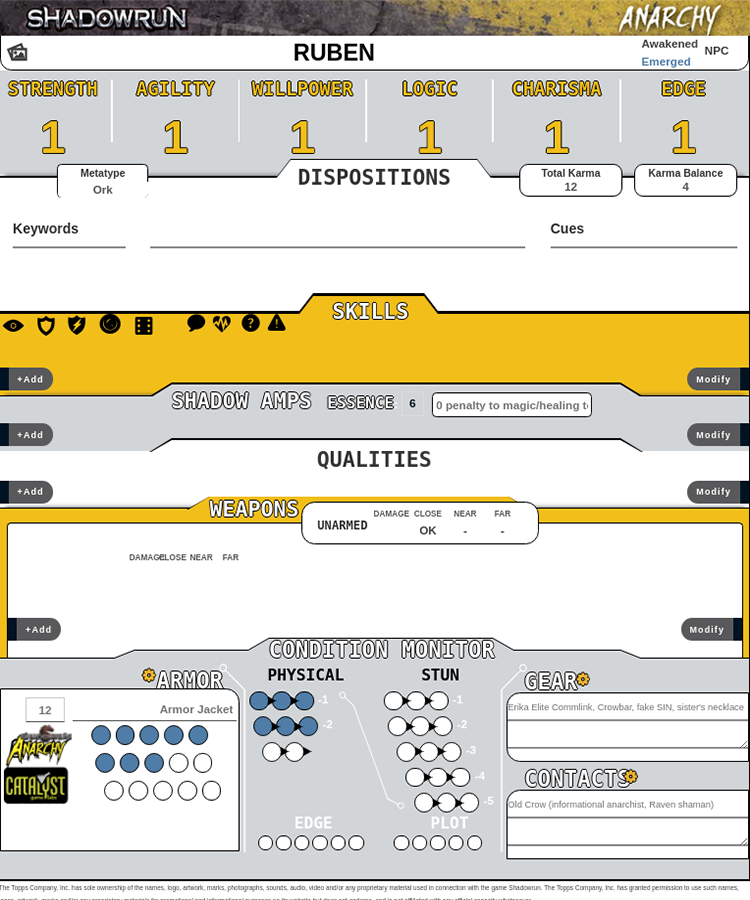 SHADOWRUN ANARCHY
RUBEN
Awakened
Emerged
NPC
STRENGTH AGILITY WILLPOWER LOGIC CHARISMA EDGE
1 1 1 1 1 1
Metatype
Ork
DISPOSITIONS
Total Karma
12
Karma Balance
4
Keywords Cues
SKILLS
+Add Modify
SHADOW AMPS ESSENCE 6 0 penalty to magic/healing t
+Add Modify
QUALITIES
+Add Modify
WEAPONS
DAMAGE CLOSE NEAR FAR
UNARMED OK - -
DAMAGE CLOSE NEAR FAR
+Add Modify
CONDITION MONITOR
ARMOR PHYSICAL STUN GEAR
12 Armor Jacket
-1 -1
-2 -2
-3
-4
-5
Erika Elite Commlink, Crowbar, fake SIN, sister's necklace
ANARCHY
CATALYST
game labs
CONTACTS
Old Crow (informational anarchist, Raven shaman)
EDGE PLOT
The Topps Company, Inc. has sole ownership of the names, logo, artwork, marks, photographs, sounds, audio, video and/or any proprietary material used in connection with the game Shadowrun. The Topps Company, Inc. has granted permission to use such names,